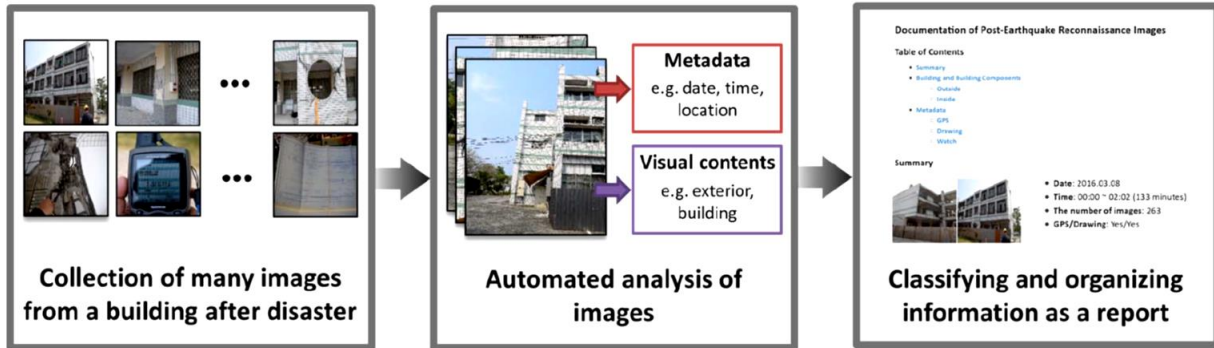 Collection of many images
from a building after disaster
Metadata
e.g. date, time,
location
Visual contents
e.g. exterior,
building
Automated analysis of
images
Documentation of Post-Earthquake Reconnaissance Images
Table of Contents
Summary
Building and Building Components
Outside
Inside
Metadata
GPS
Drawing
Watch
Summary
Date: 2016.03.08
Time: 00:00 ~ 02:02 (133 minutes)
The number of images: 263
GPS/Drawing: Yes/Yes
Classifying and organizing
information as a report